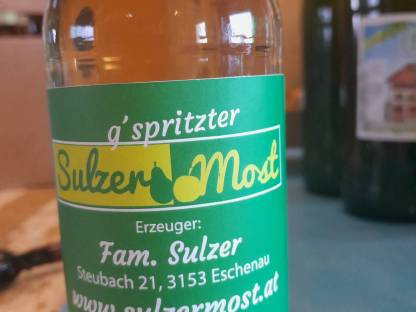 g'spritzter
Sulzer Most
Erzeuger:
Fam. Sulzer
Steubach 21, 3153 Eschenau
www.sulzermost.at